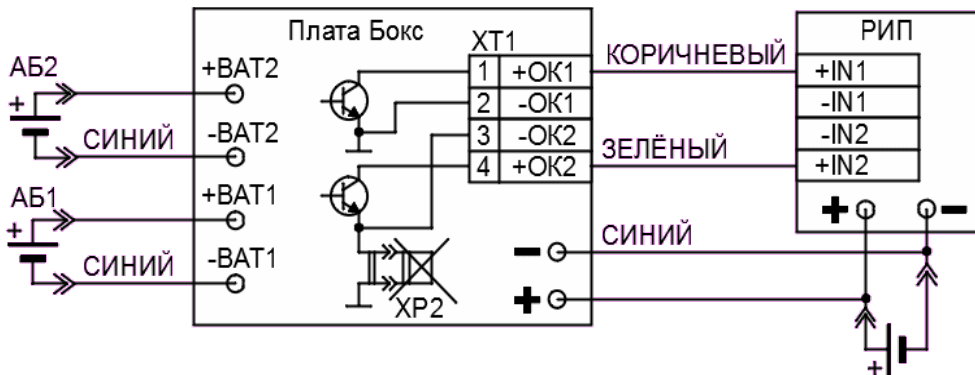 Плата Бокс
XT1
РИП
АБ2
+BAT2
1 +OK1
КОРИЧНЕВЫЙ
+IN1
+
2 -OK1
-IN1
СИНИЙ
-BAT2
3 -OK2
-IN2
4 +OK2
ЗЕЛЁНЫЙ
+IN2
АБ1
+BAT1
+
+ -
- СИНИЙ
СИНИЙ
-BAT1
+
XP2
+